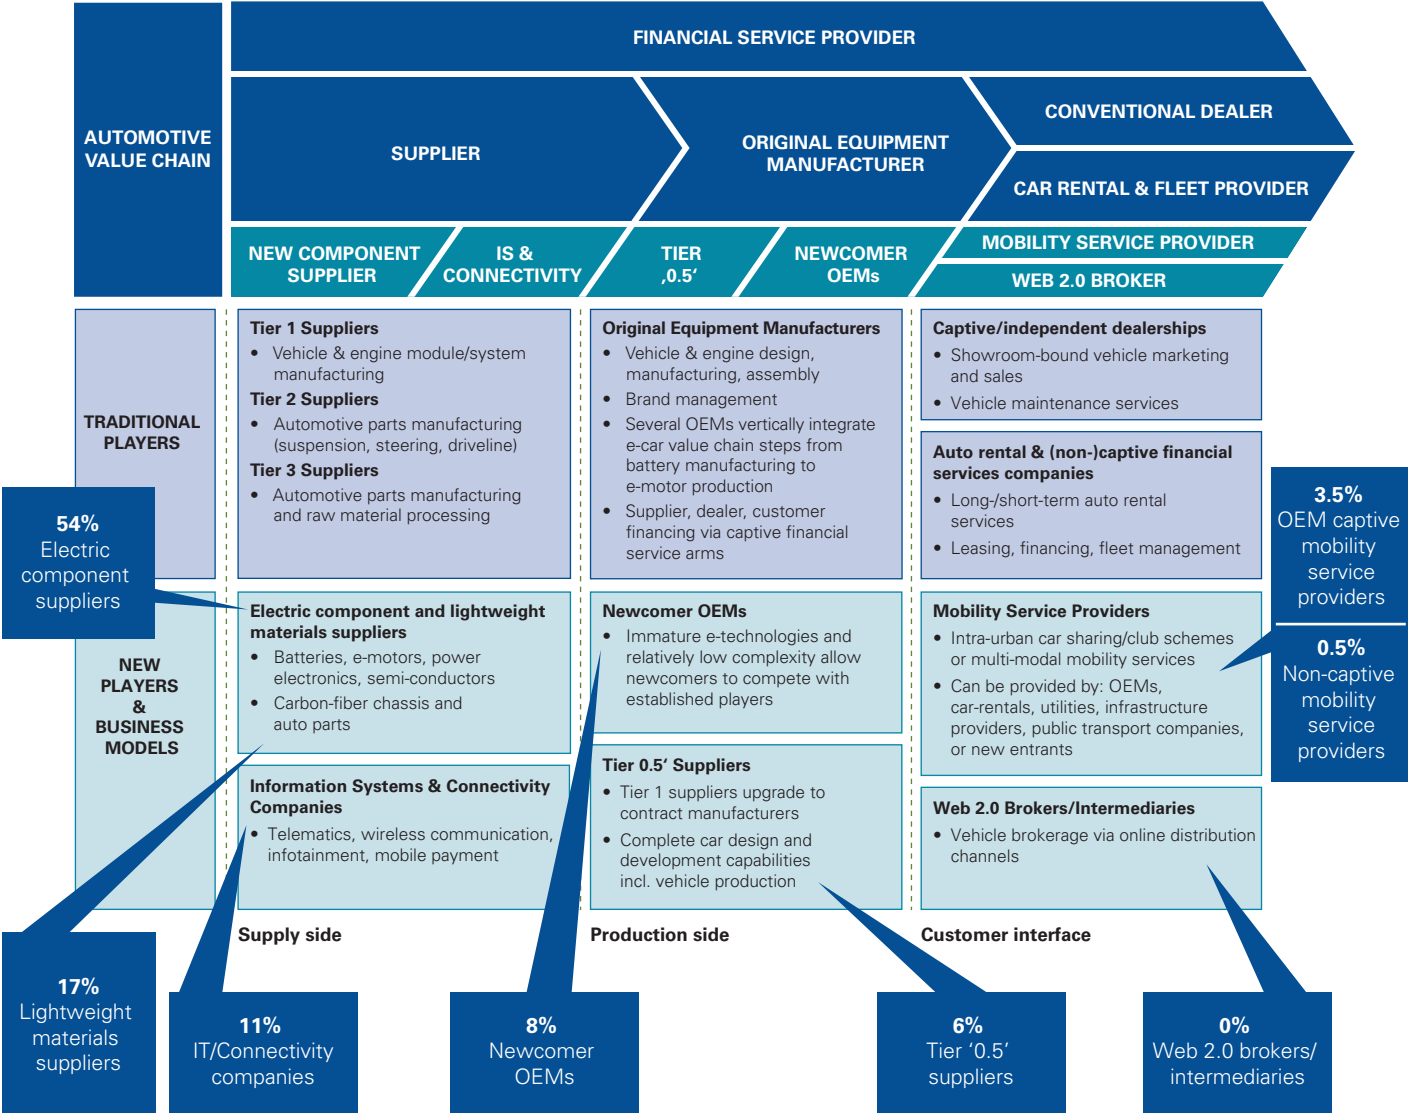 FINANCIAL SERVICE PROVIDER
AUTOMOTIVE
VALUE CHAIN
SUPPLIER
ORIGINAL EQUIPMENT
MANUFACTURER
CONVENTIONAL DEALER
CAR RENTAL & FLEET PROVIDER
NEW COMPONENT
SUPPLIER
IS &
CONNECTIVITY
TIER
‚0.5‘
NEWCOMER
OEMs
MOBILITY SERVICE PROVIDER
WEB 2.0 BROKER
TRADITIONAL
PLAYERS
Tier 1 Suppliers
• Vehicle & engine module/system
manufacturing
Tier 2 Suppliers
• Automotive parts manufacturing
(suspension, steering, driveline)
Tier 3 Suppliers
• Automotive parts manufacturing
and raw material processing
Original Equipment Manufacturers
• Vehicle & engine design,
manufacturing, assembly
• Brand management
• Several OEMs vertically integrate
e-car value chain steps from
battery manufacturing to
e-motor production
• Supplier, dealer, customer
financing via captive financial
service arms
Captive/independent dealerships
• Showroom-bound vehicle marketing
and sales
• Vehicle maintenance services
Auto rental & (non-)captive financial
services companies
• Long-/short-term auto rental
services
• Leasing, financing, fleet management
54%
Electric
component
suppliers
3.5%
OEM captive
mobility
service
providers
0.5%
Non-captive
mobility
service
providers
NEW
PLAYERS
&
BUSINESS
MODELS
Electric component and lightweight
materials suppliers
• Batteries, e-motors, power
electronics, semi-conductors
• Carbon-fiber chassis and
auto parts
Information Systems & Connectivity
Companies
• Telematics, wireless communication,
infotainment, mobile payment
Newcomer OEMs
• Immature e-technologies and
relatively low complexity allow
newcomers to compete with
established players
Tier 0.5‘ Suppliers
• Tier 1 suppliers upgrade to
contract manufacturers
• Complete car design and
development capabilities
incl. vehicle production
Mobility Service Providers
• Intra-urban car sharing/club schemes
or multi-modal mobility services
• Can be provided by: OEMs,
car-rentals, utilities, infrastructure
providers, public transport companies,
or new entrants
Web 2.0 Brokers/Intermediaries
• Vehicle brokerage via online distribution
channels
Supply side
Production side
Customer interface
17%
Lightweight
materials
suppliers
11%
IT/Connectivity
companies
8%
Newcomer
OEMs
6%
Tier ‘0.5’
suppliers
0%
Web 2.0 brokers/
intermediaries